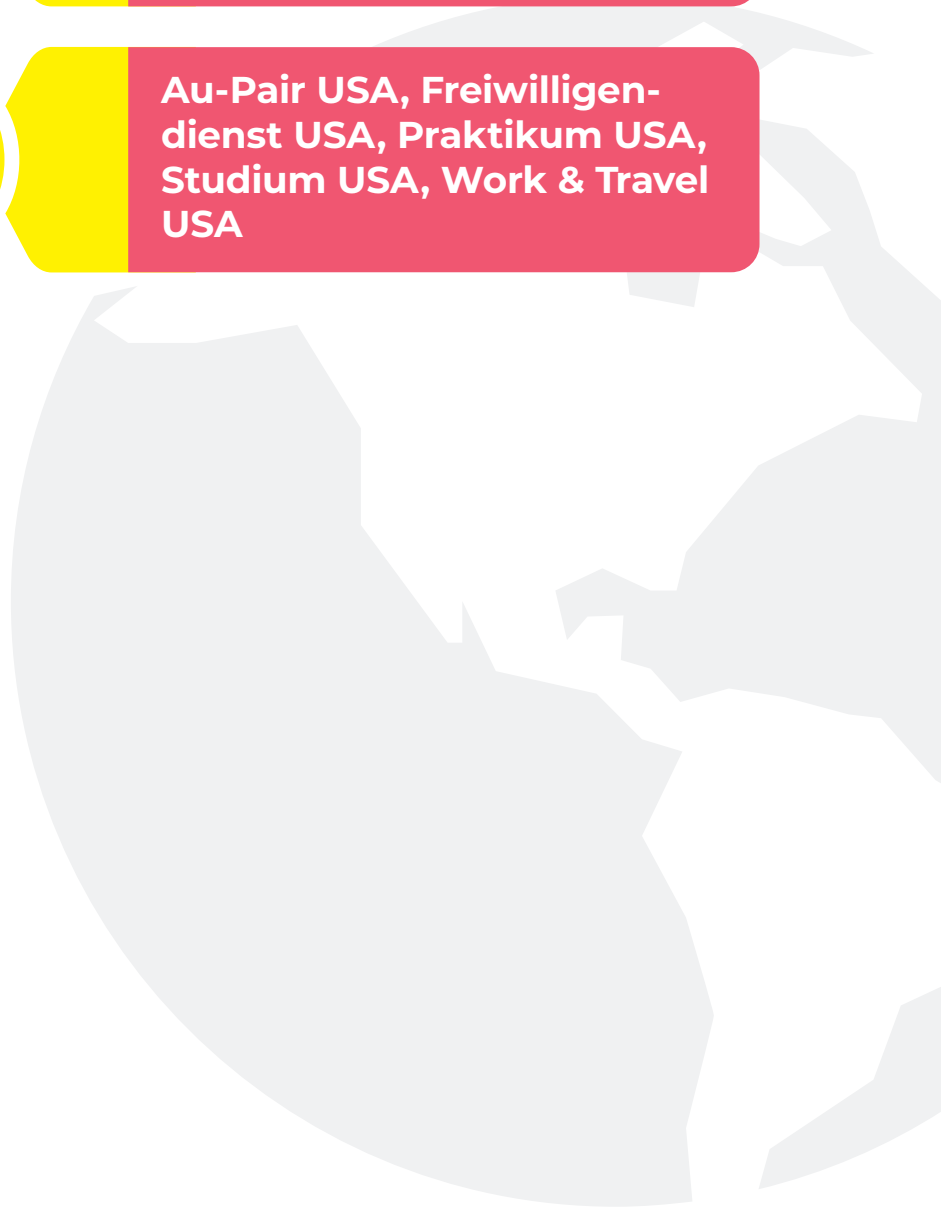 Au-Pair USA, Freiwilligen-
dienst USA, Praktikum USA,
Studium USA, Work & Travel
USA